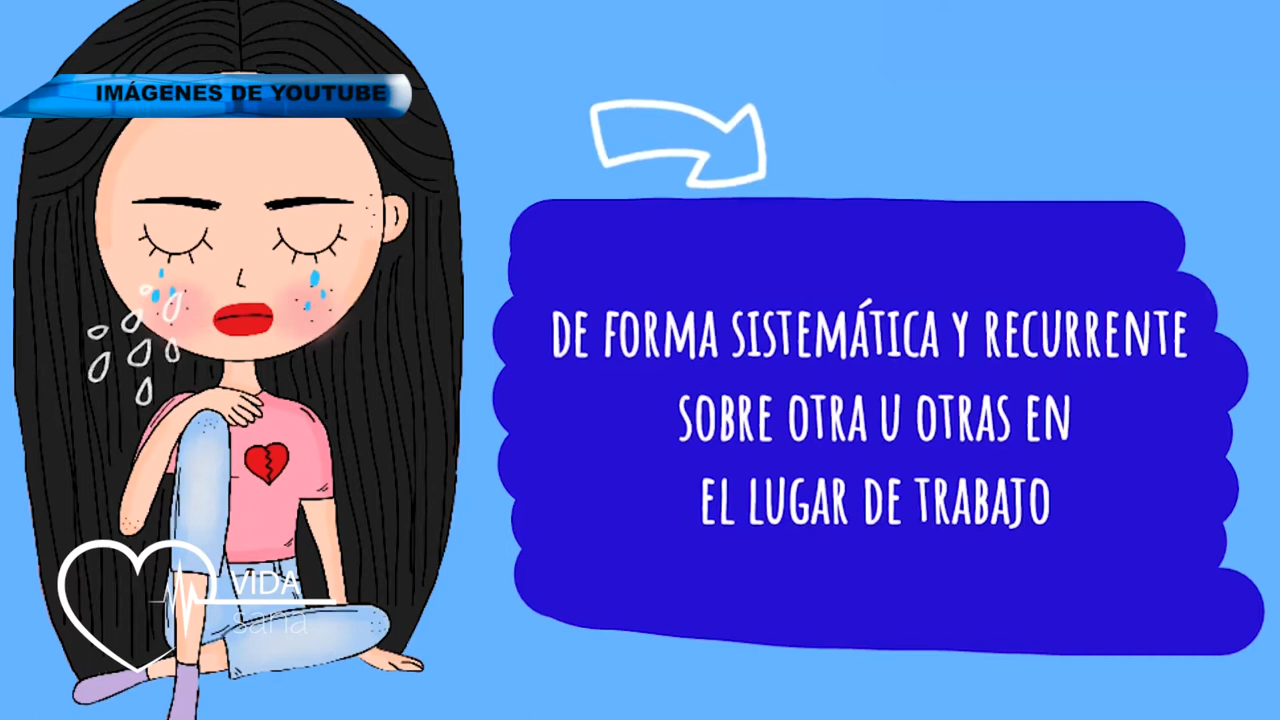 IMÁGENES DE YOUTUBE
DE FORMA SISTEMÁTICA Y RECURRENTE
SOBRE OTRA U OTRAS EN
EL LUGAR DE TRABAJO
VIDA
sana